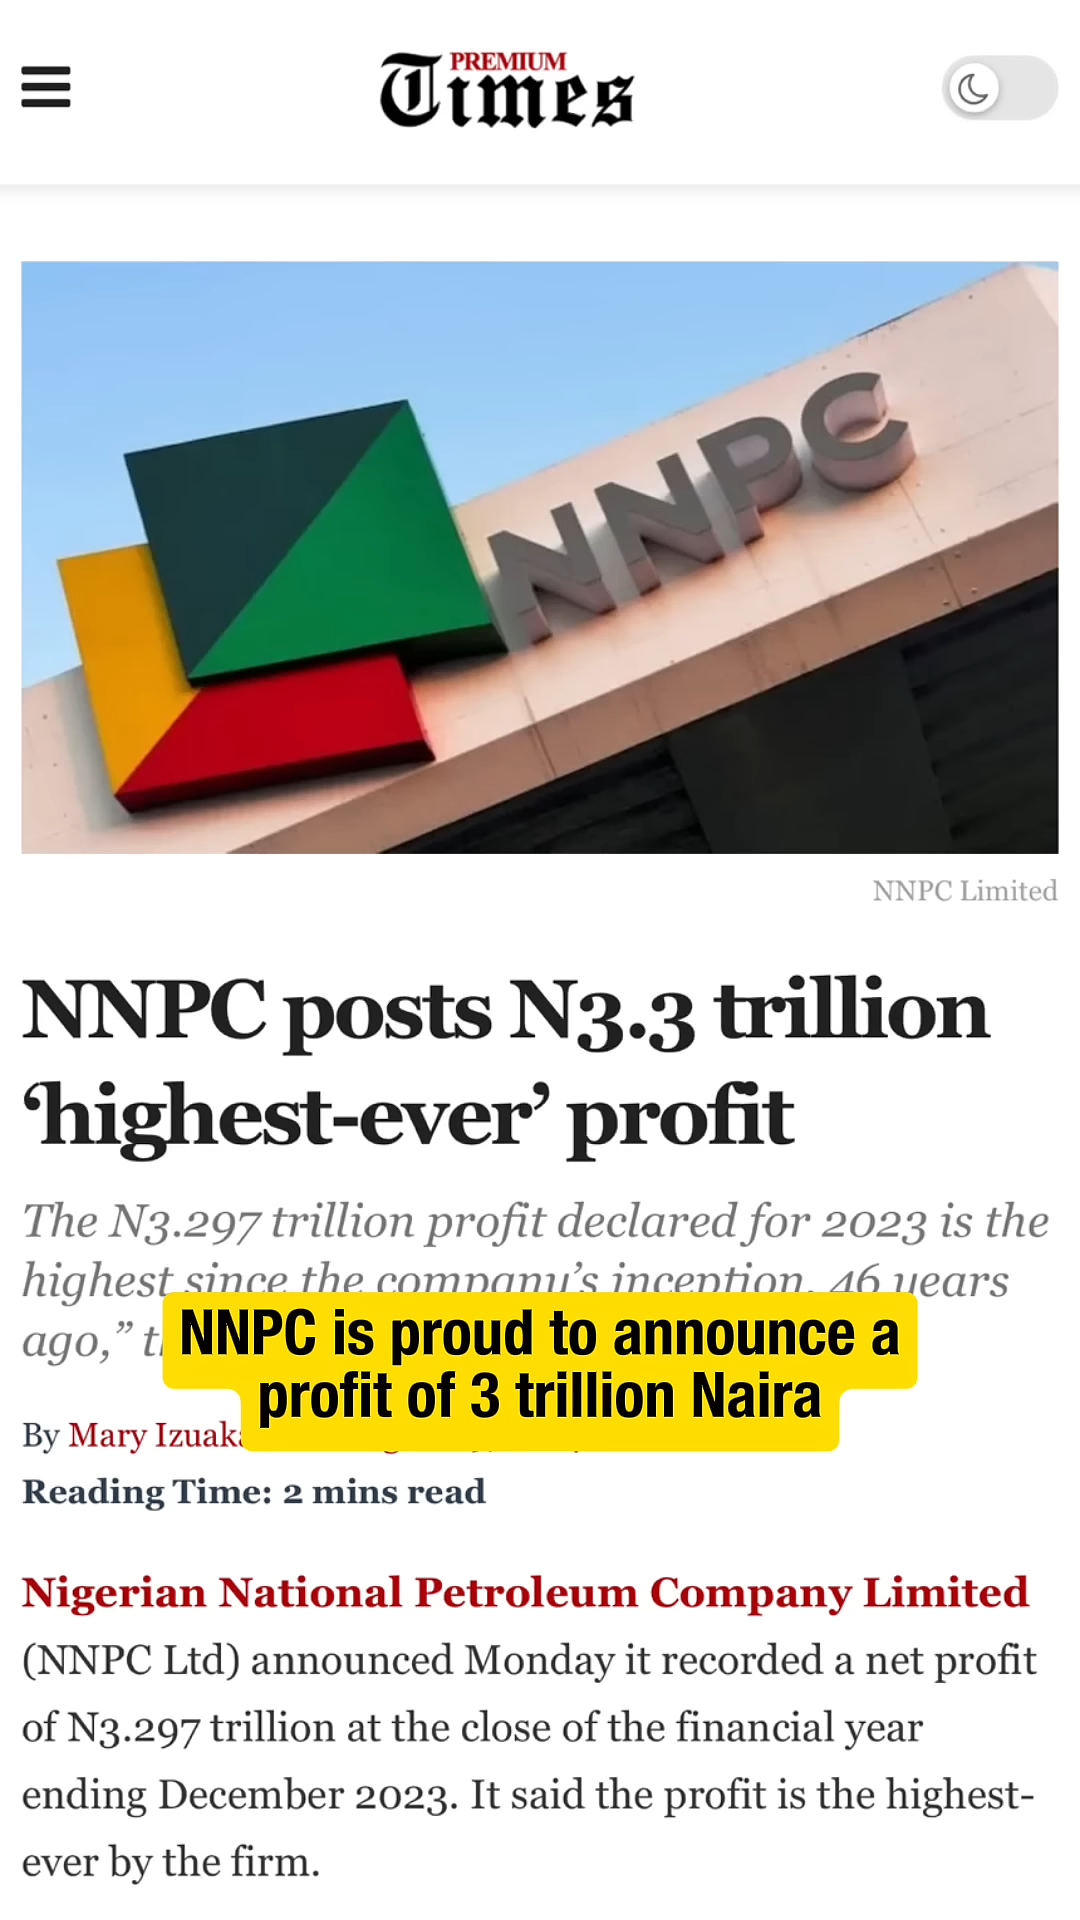 PREMIUM
Times
NNPC
NNPC Limited
NNPC posts N3.3 trillion
‘highest-ever’ profit
The N3.297 trillion profit declared for 2023 is the
highest since the company’s inception, 46 years
ago,”
NNPC is proud to announce a
profit of 3 trillion Naira
By Mary
Reading Time: 2 mins read
Nigerian National Petroleum Company Limited
(NNPC Ltd) announced Monday it recorded a net profit
of N3.297 trillion at the close of the financial year
ending December 2023. It said the profit is the highest-
ever by the firm.